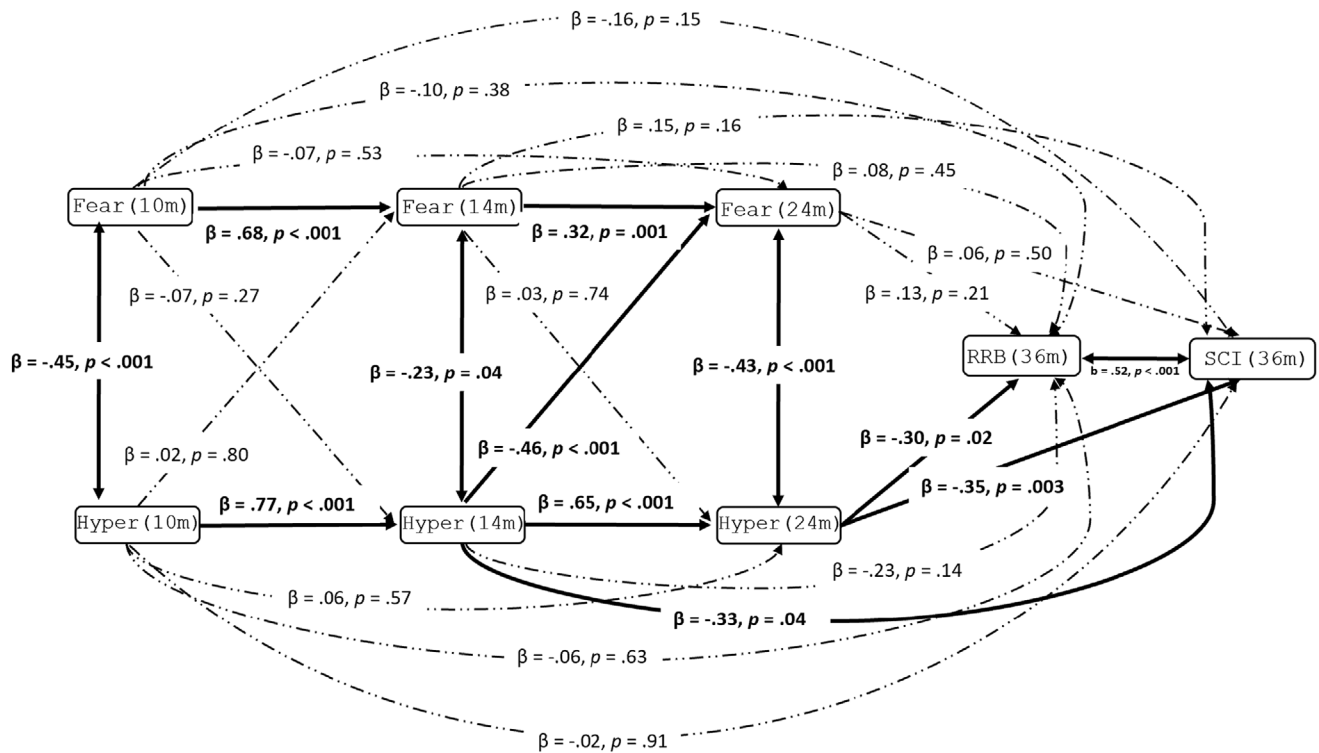 β = -.16, p = .15
β = -.10, p = .38
β = .15, p = .16
β = -.07, p = .53
β = .08, p = .45
Fear(10m)
Fear(14m)
Fear(24m)
β = .68, p < .001
β = .32, p = .001
β = .06, p = .50
β = -.07, p = .27
β = .03, p = .74
β = .13, p = .21
RRB(36m)
SCI(36m)
β = -.45, p < .001
β = -.23, p = .04
β = -.43, p < .001
b = .52, p < .001
β = .02, p = .80
β = -.46, p < .001
β = -.30, p = .02
β = -.35, p = .003
β = .77, p < .001
β = .65, p < .001
Hyper(10m)
Hyper(14m)
Hyper(24m)
β = -.23, p = .14
β = .06, p = .57
β = -.33, p = .04
β = -.06, p = .63
β = -.02, p = .91